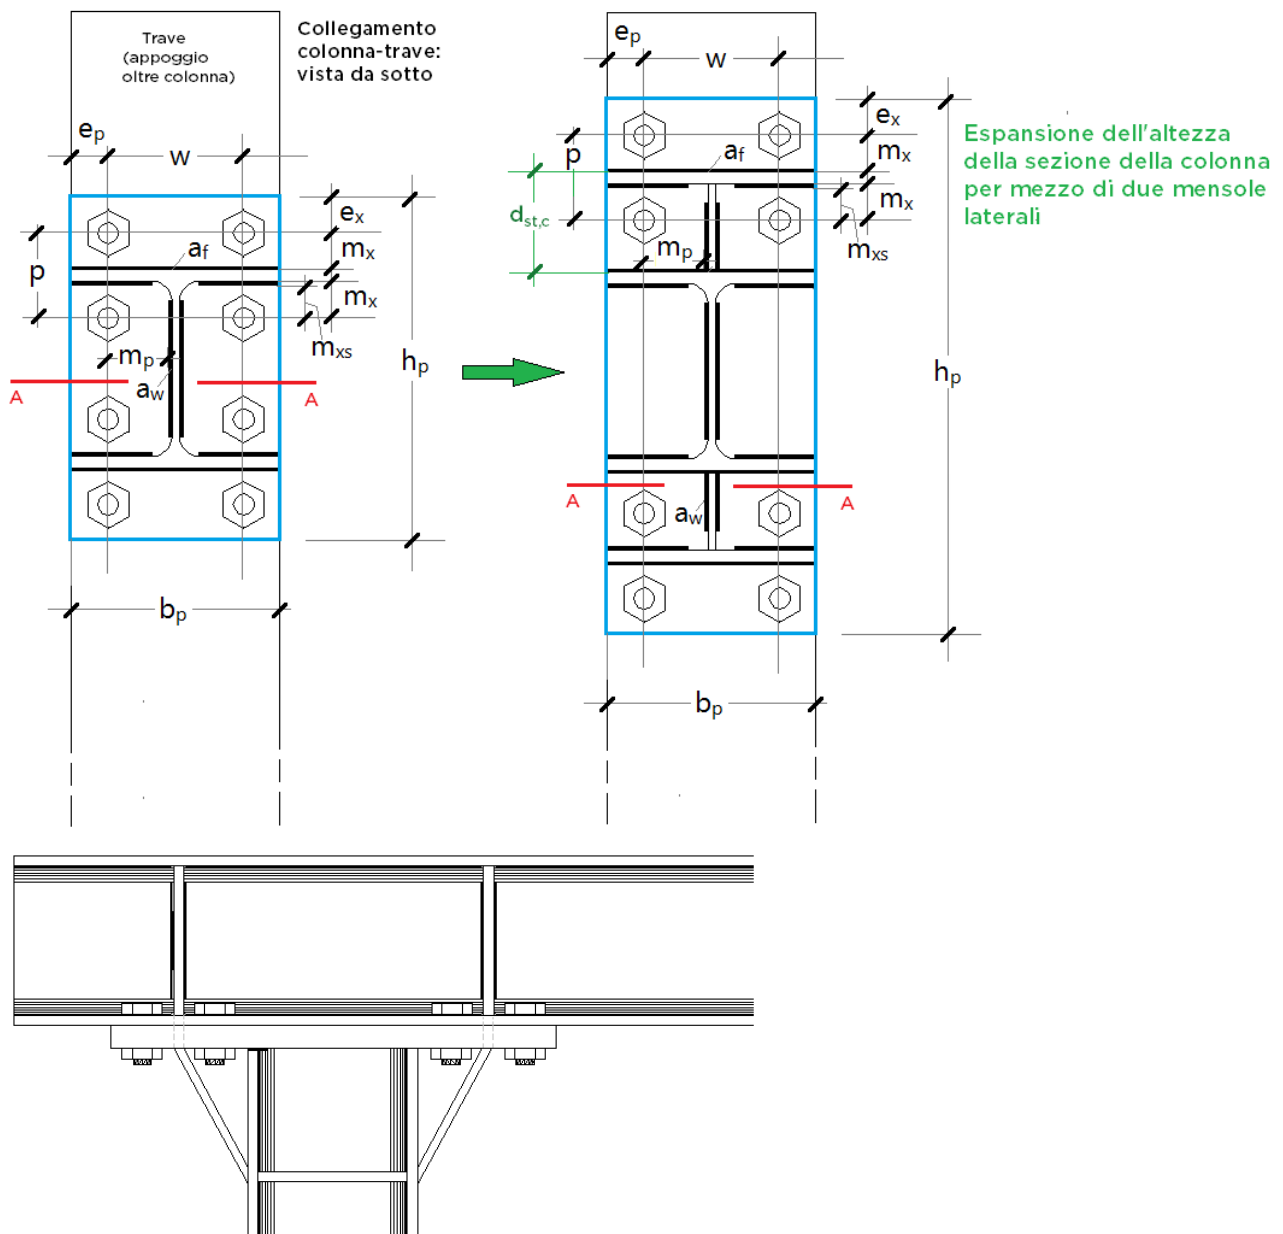 Trave
(appoggio
oltre colonna)
Collegamento
colonna-trave:
vista da sotto
ep
w
ex
mx
af
p
mx
mxs
mp
aw
A
A
hp
bp
ep
w
ex
mx
af
p
mx
dst,c
mxs
mp
hp
A
A
aw
bp
Espansione dell'altezza
della sezione della colonna
per mezzo di due mensole
laterali